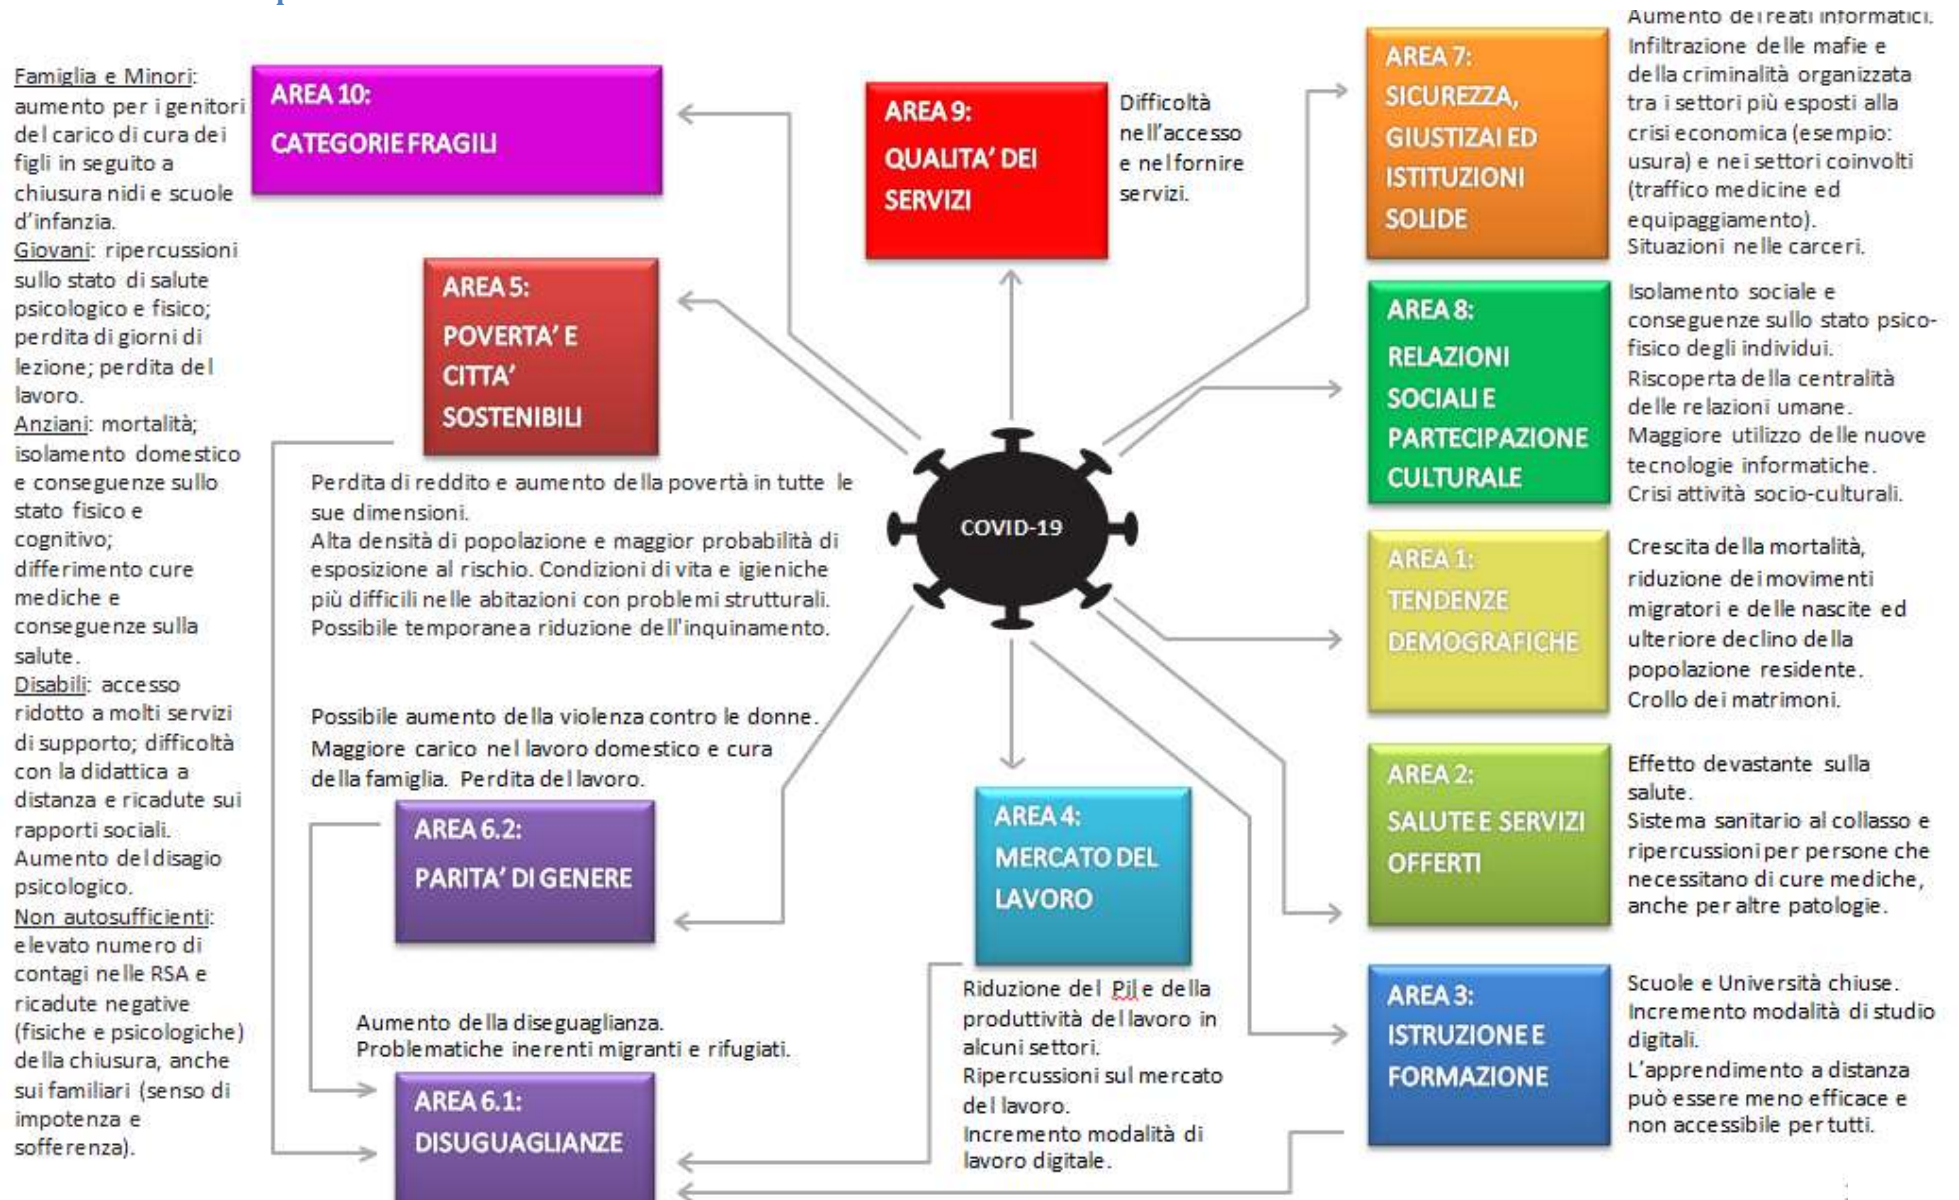 Famiglia e Minori:
aumento per i genitori
del carico di cura dei
figli in seguito a
chiusura nidi e scuole
d'infanzia.
Giovani: ripercussioni
sullo stato di salute
psicologico e fisico;
perdita di giorni di
lezione; perdita del
lavoro.
Anziani: mortalità;
isolamento domestico
e conseguenze sullo
stato fisico e
cognitivo;
differimento cure
mediche e
conseguenze sulla
salute.
Disabili: accesso
ridotto a molti servizi
di supporto; difficoltà
con la didattica a
distanza e ricadute sui
rapporti sociali.
Aumento del disagio
psicologico.
Non autosufficienti:
elevato numero di
contagi nelle RSA e
ricadute negative
(fisiche e psicologiche)
della chiusura, anche
sui familiari (senso di
impotenza e
sofferenza).
AREA 10:
CATEGORIE FRAGILI
AREA 5:
POVERTA' E
CITTA'
SOSTENIBILI
Perdita di reddito e aumento della povertà in tutte le
sue dimensioni.
Alta densità di popolazione e maggior probabilità di
esposizione al rischio. Condizioni di vita e igieniche
più difficili nelle abitazioni con problemi strutturali.
Possibile temporanea riduzione dell'inquinamento.
Possibile aumento della violenza contro le donne.
Maggiore carico nel lavoro domestico e cura
della famiglia. Perdita del lavoro.
AREA 6.2:
PARITA' DI GENERE
Aumento della diseguaglianza.
Problematiche inerenti migranti e rifugiati.
AREA 6.1:
DISUGUAGLIANZE
AREA 9:
QUALITA' DEI
SERVIZI
Difficoltà
nell'accesso
e nel fornire
servizi.
COVID-19
AREA 4:
MERCATO DEL
LAVORO
Riduzione del Pil e della
produttività del lavoro in
alcuni settori.
Ripercussioni sul mercato
del lavoro.
Incremento modalità di
lavoro digitale.
AREA 7:
SICUREZZA,
GIUSTIZAI ED
ISTITUZIONI
SOLIDE
Aumento dei reati informatici.
Infiltrazione delle mafie e
della criminalità organizzata
tra i settori più esposti alla
crisi economica (esempio:
usura) e nei settori coinvolti
(traffico medicine ed
equipaggiamento).
Situazioni nelle carceri.
AREA 8:
RELAZIONI
SOCIALI E
PARTECIPAZIONE
CULTURALE
Isolamento sociale e
conseguenze sullo stato psico-
fisico degli individui.
Riscoperta della centralità
delle relazioni umane.
Maggiore utilizzo delle nuove
tecnologie informatiche.
Crisi attività socio-culturali.
AREA 1:
TENDENZE
DEMOGRAFICHE
Crescita della mortalità,
riduzione dei movimenti
migratori e delle nascite ed
ulteriore declino della
popolazione residente.
Crollo dei matrimoni.
AREA 2:
SALUTE E SERVIZI
OFFERTI
Effetto devastante sulla
salute.
Sistema sanitario al collasso e
ripercussioni per persone che
necessitano di cure mediche,
anche per altre patologie.
AREA 3:
ISTRUZIONE E
FORMAZIONE
Scuole e Università chiuse.
Incremento modalità di studio
digitali.
L'apprendimento a distanza
può essere meno efficace e
non accessibile per tutti.